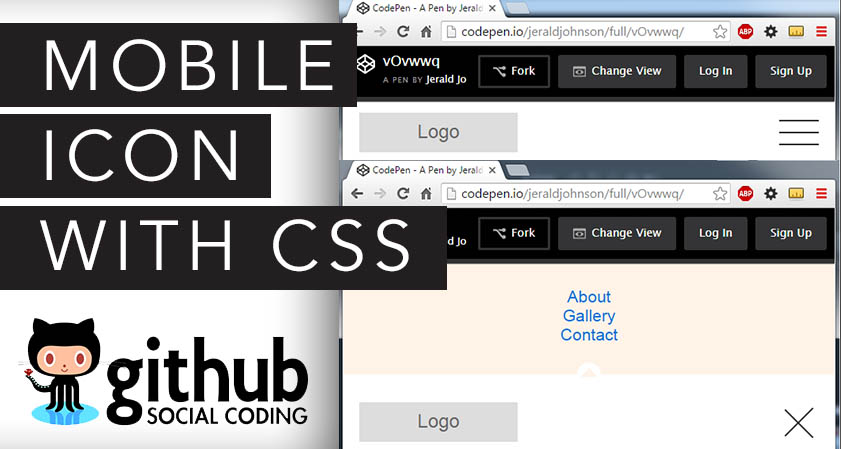 MOBILE
ICON
WITH CSS
github
SOCIAL CODING
CodePen - A Pen by Jerald
codepen.io/jeraldjohnson/full/vOvwwq/
ABP
vOvwwq
A PEN BY Jerald Jo
Fork
Change View
Log In
Sign Up
Logo
CodePen - A Pen by Jerald
codepen.io/jeraldjohnson/full/vOvwwq/
ABP
d Jo
Fork
Change View
Log In
Sign Up
About
Gallery
Contact
Logo